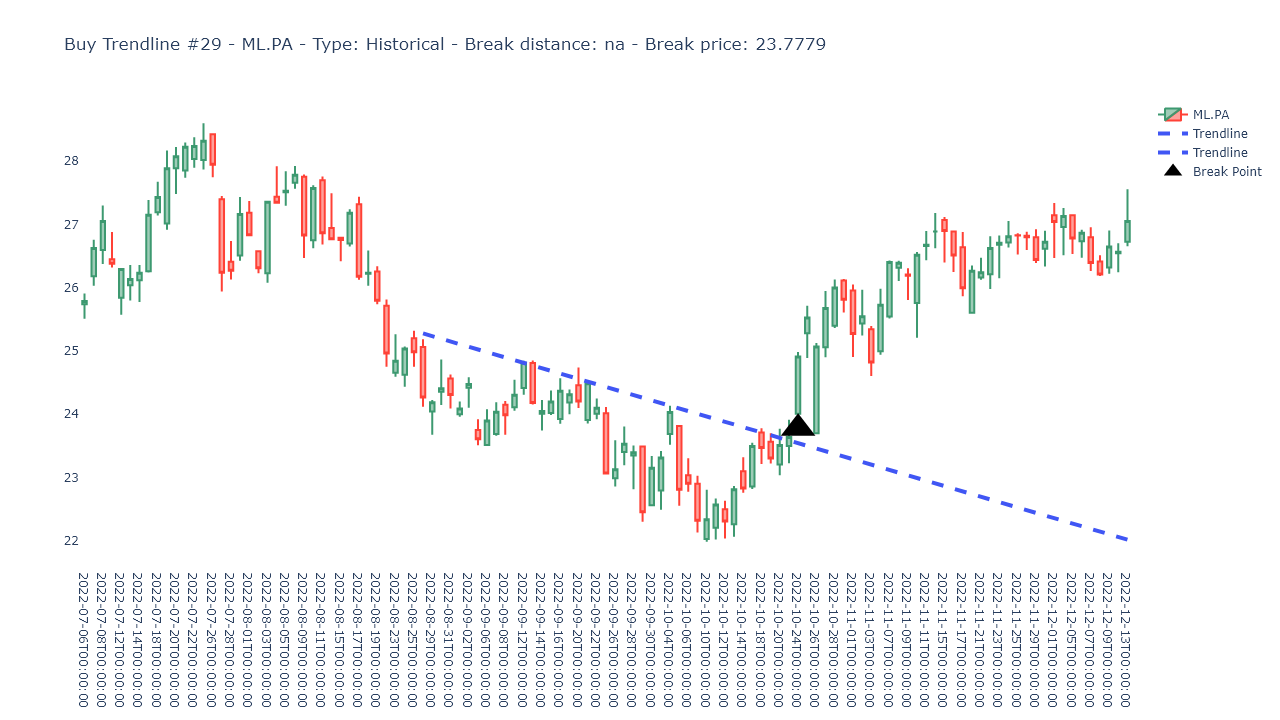 Buy Trendline #29 - ML.PA - Type: Historical - Break distance: na - Break price: 23.7779
ML.PA
Trendline
Trendline
Break Point
28
27
26
25
24
23
22
2022-07-06T00:00:00
2022-07-08T00:00:00
2022-07-12T00:00:00
2022-07-14T00:00:00
2022-07-18T00:00:00
2022-07-20T00:00:00
2022-07-22T00:00:00
2022-07-26T00:00:00
2022-07-28T00:00:00
2022-08-01T00:00:00
2022-08-03T00:00:00
2022-08-05T00:00:00
2022-08-09T00:00:00
2022-08-11T00:00:00
2022-08-15T00:00:00
2022-08-17T00:00:00
2022-08-19T00:00:00
2022-08-23T00:00:00
2022-08-25T00:00:00
2022-08-29T00:00:00
2022-08-31T00:00:00
2022-09-02T00:00:00
2022-09-06T00:00:00
2022-09-08T00:00:00
2022-09-12T00:00:00
2022-09-14T00:00:00
2022-09-16T00:00:00
2022-09-20T00:00:00
2022-09-22T00:00:00
2022-09-26T00:00:00
2022-09-28T00:00:00
2022-09-30T00:00:00
2022-10-04T00:00:00
2022-10-06T00:00:00
2022-10-10T00:00:00
2022-10-12T00:00:00
2022-10-14T00:00:00
2022-10-18T00:00:00
2022-10-20T00:00:00
2022-10-24T00:00:00
2022-10-26T00:00:00
2022-10-28T00:00:00
2022-11-01T00:00:00
2022-11-03T00:00:00
2022-11-07T00:00:00
2022-11-09T00:00:00
2022-11-11T00:00:00
2022-11-15T00:00:00
2022-11-17T00:00:00
2022-11-21T00:00:00
2022-11-23T00:00:00
2022-11-25T00:00:00
2022-11-29T00:00:00
2022-12-01T00:00:00
2022-12-05T00:00:00
2022-12-07T00:00:00
2022-12-09T00:00:00
2022-12-13T00:00:00